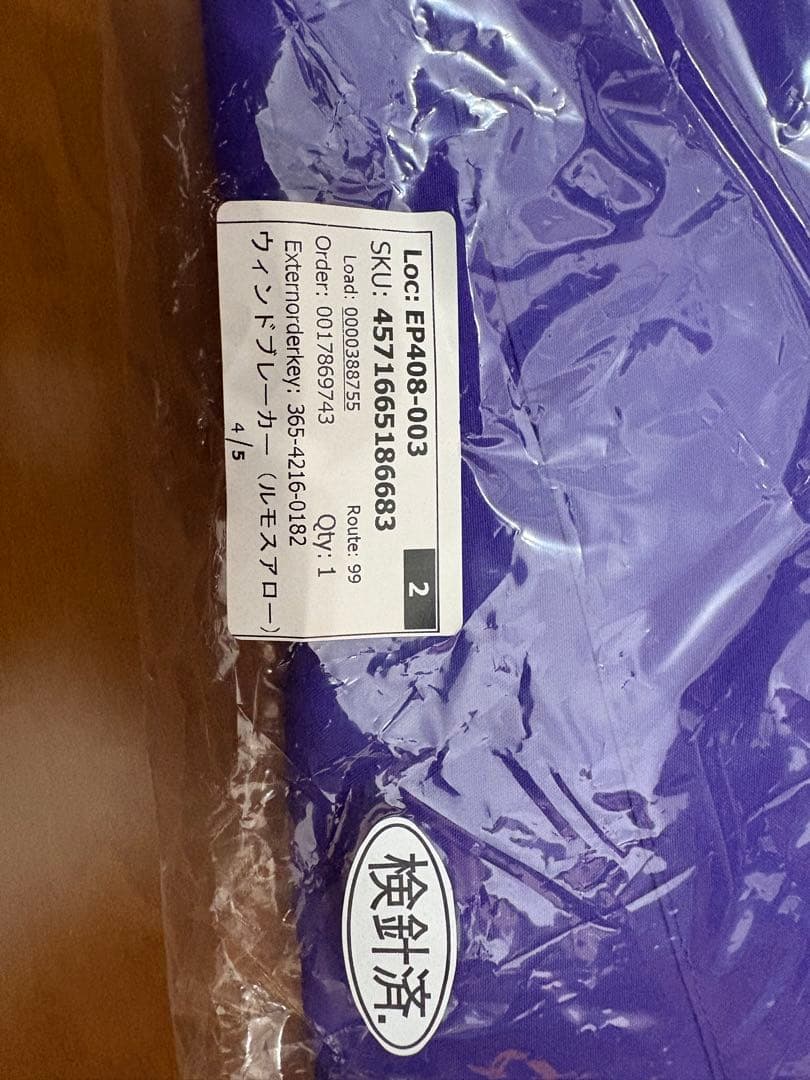 Loc: EP408-003 2
SKU: 4571665186683
Load: 0000388755 Route: 99
Order: 0017869743 Qty: 1
Externorderkey: 365-4216-0182
ウィンドブレーカー（ルモスアロー）
4/5
検針済.